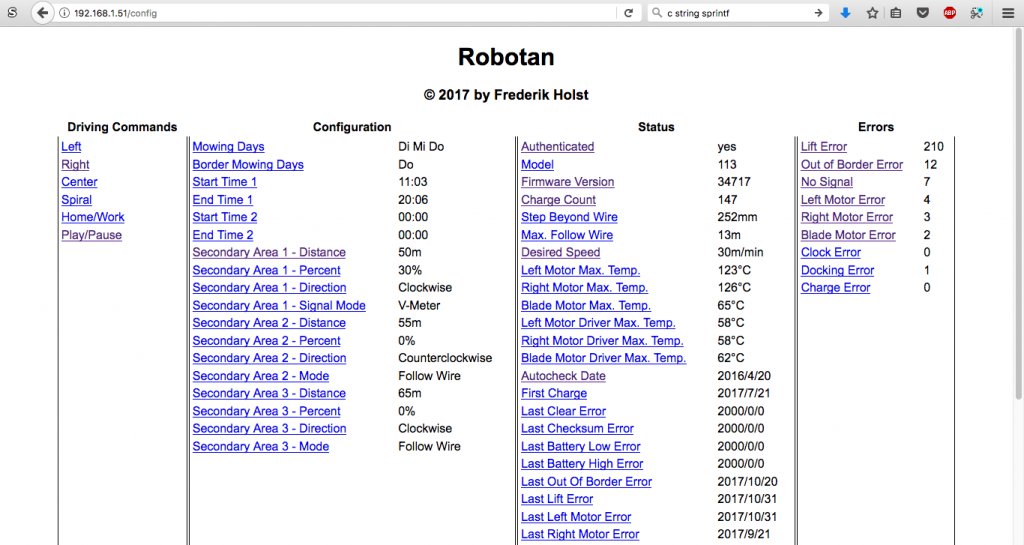 192.168.1.51/config
c string sprintf
ABP
Robotan
© 2017 by Frederik Holst
Driving Commands
Left
Right
Center
Spiral
Home/Work
Play/Pause
Configuration
Mowing Days Di Mi Do
Border Mowing Days Do
Start Time 1 11:03
End Time 1 20:06
Start Time 2 00:00
End Time 2 00:00
Secondary Area 1 - Distance 50m
Secondary Area 1 - Percent 30%
Secondary Area 1 - Direction Clockwise
Secondary Area 1 - Signal Mode V-Meter
Secondary Area 2 - Distance 55m
Secondary Area 2 - Percent 0%
Secondary Area 2 - Direction Counterclockwise
Secondary Area 2 - Mode Follow Wire
Secondary Area 3 - Distance 65m
Secondary Area 3 - Percent 0%
Secondary Area 3 - Direction Clockwise
Secondary Area 3 - Mode Follow Wire
Status
Authenticated yes
Model 113
Firmware Version 34717
Charge Count 147
Step Beyond Wire 252mm
Max. Follow Wire 13m
Desired Speed 30m/min
Left Motor Max. Temp. 123°C
Right Motor Max. Temp. 126°C
Blade Motor Max. Temp. 65°C
Left Motor Driver Max. Temp. 58°C
Right Motor Driver Max. Temp. 58°C
Blade Motor Driver Max. Temp. 62°C
Autocheck Date 2016/4/20
First Charge 2017/7/21
Last Clear Error 2000/0/0
Last Checksum Error 2000/0/0
Last Battery Low Error 2000/0/0
Last Battery High Error 2000/0/0
Last Out Of Border Error 2017/10/20
Last Lift Error 2017/10/31
Last Left Motor Error 2017/10/31
Last Right Motor Error 2017/9/21
Errors
Lift Error 210
Out of Border Error 12
No Signal 7
Left Motor Error 4
Right Motor Error 3
Blade Motor Error 2
Clock Error 0
Docking Error 1
Charge Error 0